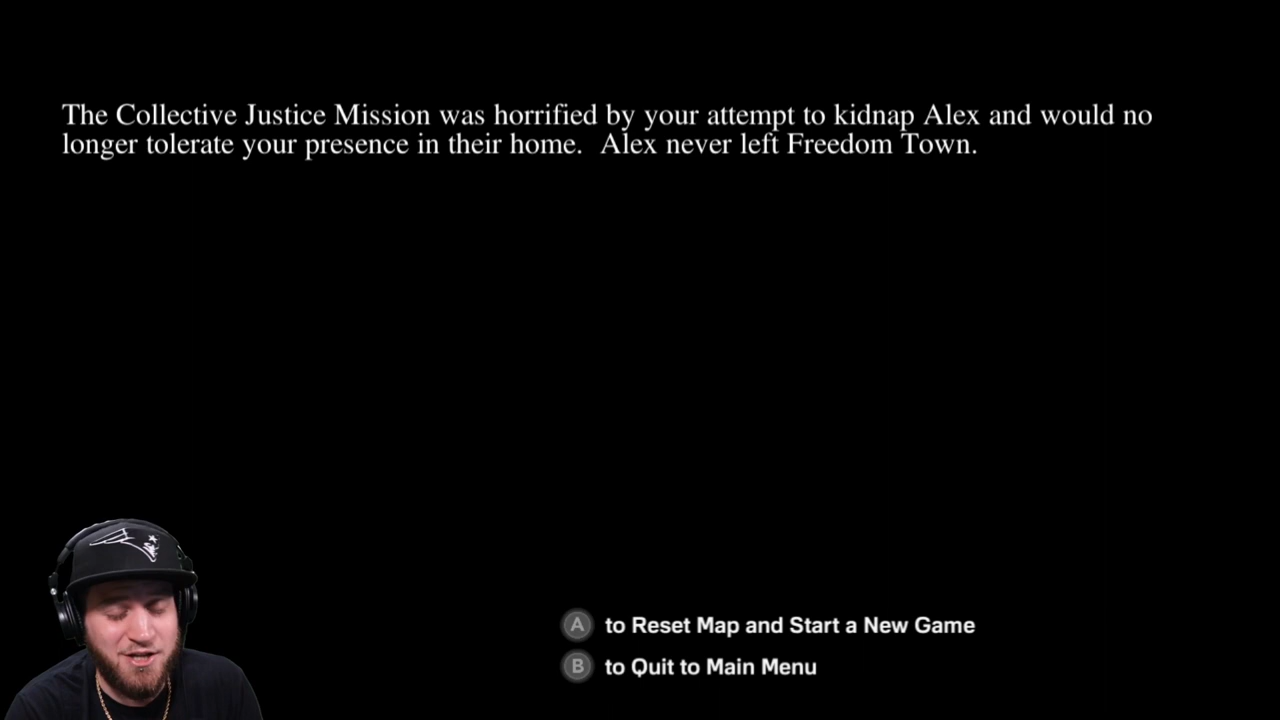 The Collective Justice Mission was horrified by your attempt to kidnap Alex and would no
longer tolerate your presence in their home.  Alex never left Freedom Town.
A to Reset Map and Start a New Game
B to Quit to Main Menu